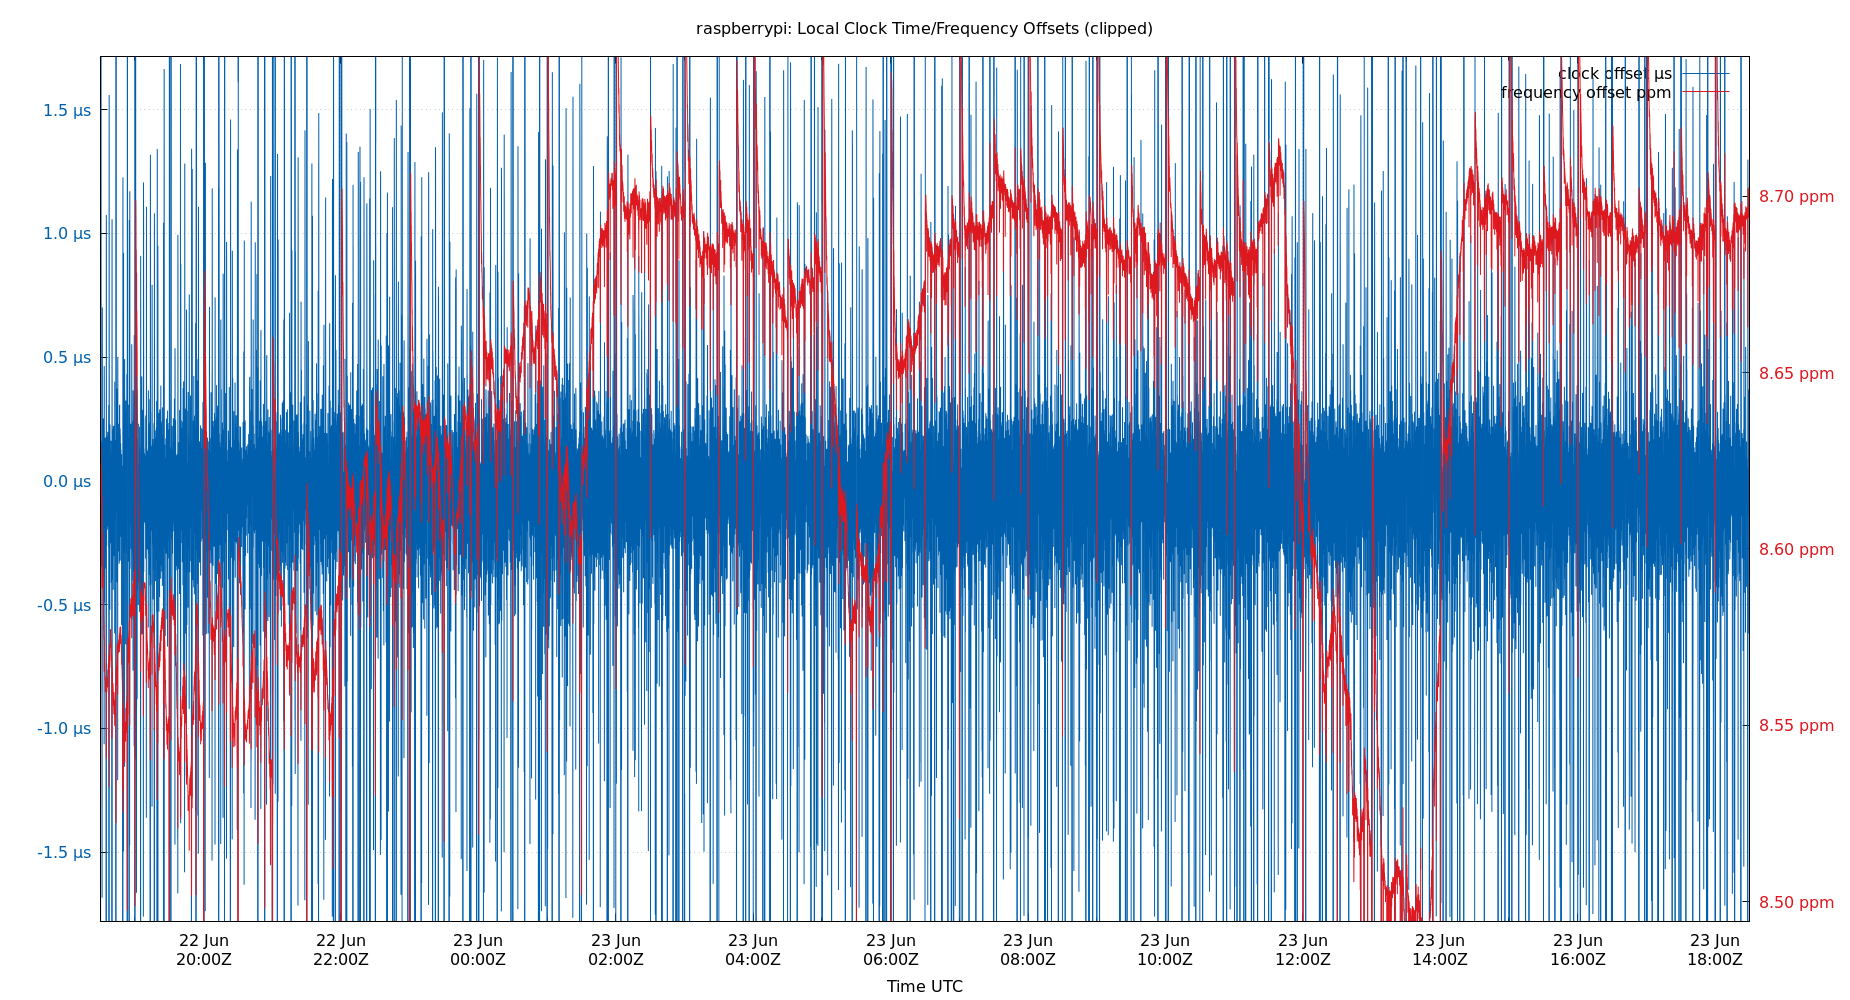 raspberrypi: Local Clock Time/Frequency Offsets (clipped)
clock offset µs
frequency offset ppm
1.5 µs
1.0 µs
0.5 µs
0.0 µs
-0.5 µs
-1.0 µs
-1.5 µs
8.70 ppm
8.65 ppm
8.60 ppm
8.55 ppm
8.50 ppm
22 Jun 22 Jun 23 Jun 23 Jun 23 Jun 23 Jun 23 Jun 23 Jun 23 Jun 23 Jun 23 Jun 23 Jun
20:00Z 22:00Z 00:00Z 02:00Z 04:00Z 06:00Z 08:00Z 10:00Z 12:00Z 14:00Z 16:00Z 18:00Z
Time UTC